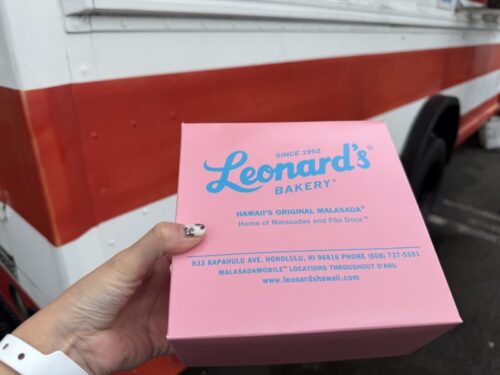 SINCE 1952
Leonard's®
BAKERY®
HAWAII'S ORIGINAL MALASADA®
Home of Malasadas and Pão Doce™
933 KAPAHULU AVE. HONOLULU, HI 96816 PHONE (808) 737-5591
MALASADAMOBILE™ LOCATIONS THROUGHOUT O'AHU
www.leonardshawaii.com